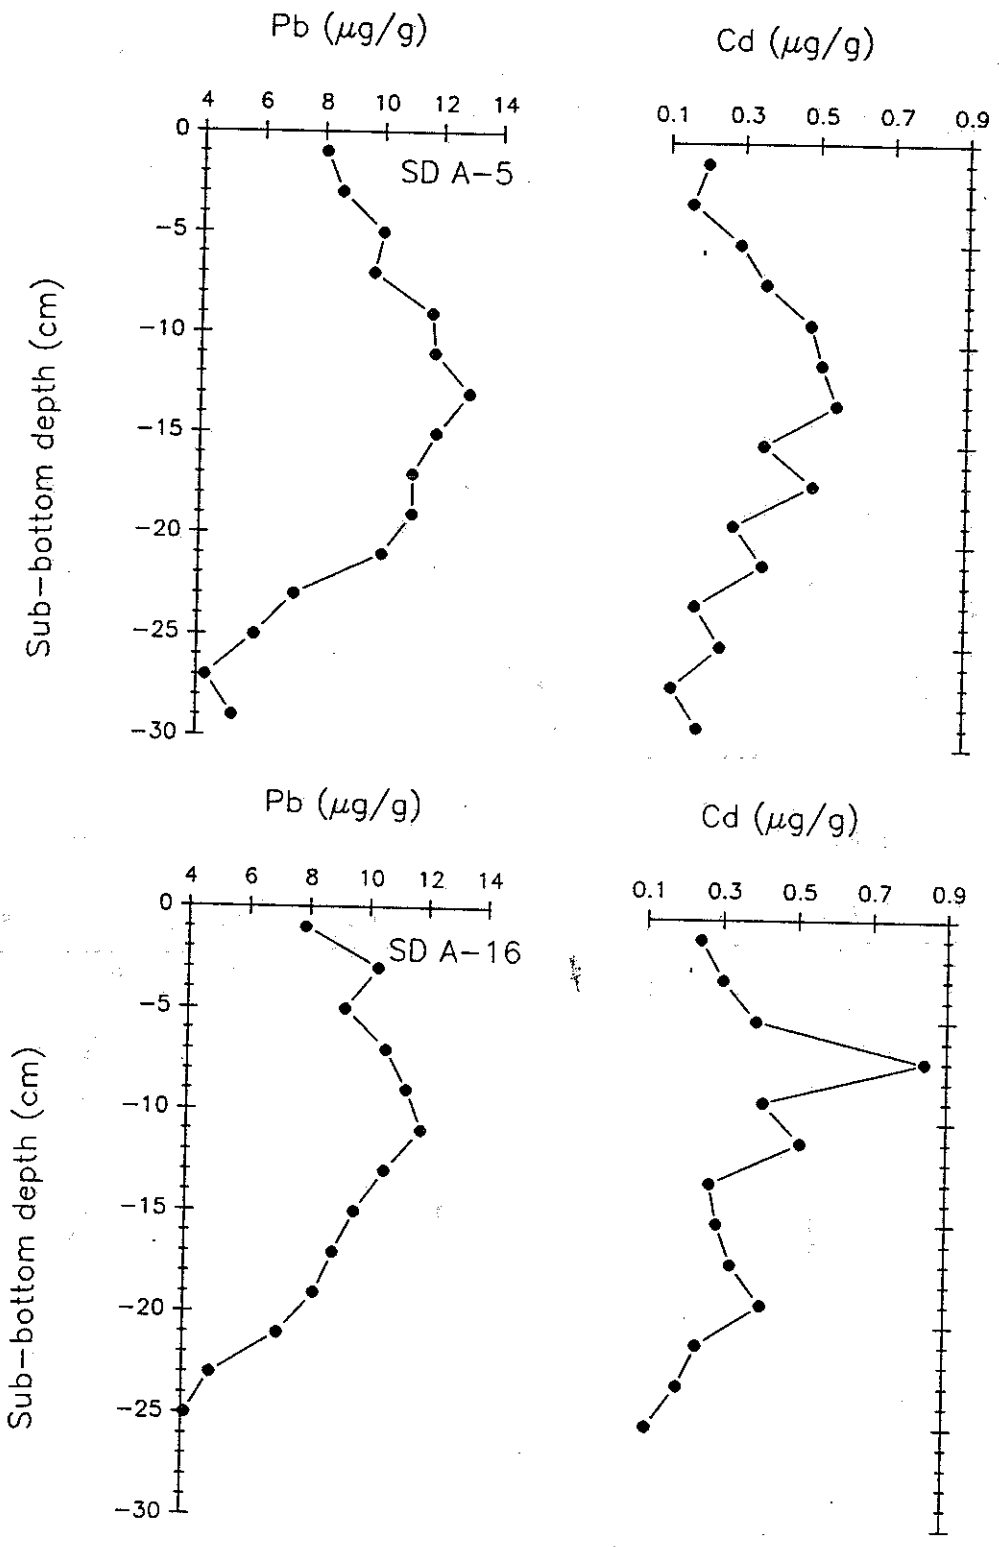 Pb (μg/g)
Cd (μg/g)
4 6 8 10 12 14
0.1 0.3 0.5 0.7 0.9
SD A-5
0
-5
-10
-15
-20
-25
-30
Sub-bottom depth (cm)
Pb (μg/g)
Cd (μg/g)
4 6 8 10 12 14
0.1 0.3 0.5 0.7 0.9
SD A-16
0
-5
-10
-15
-20
-25
-30
Sub-bottom depth (cm)